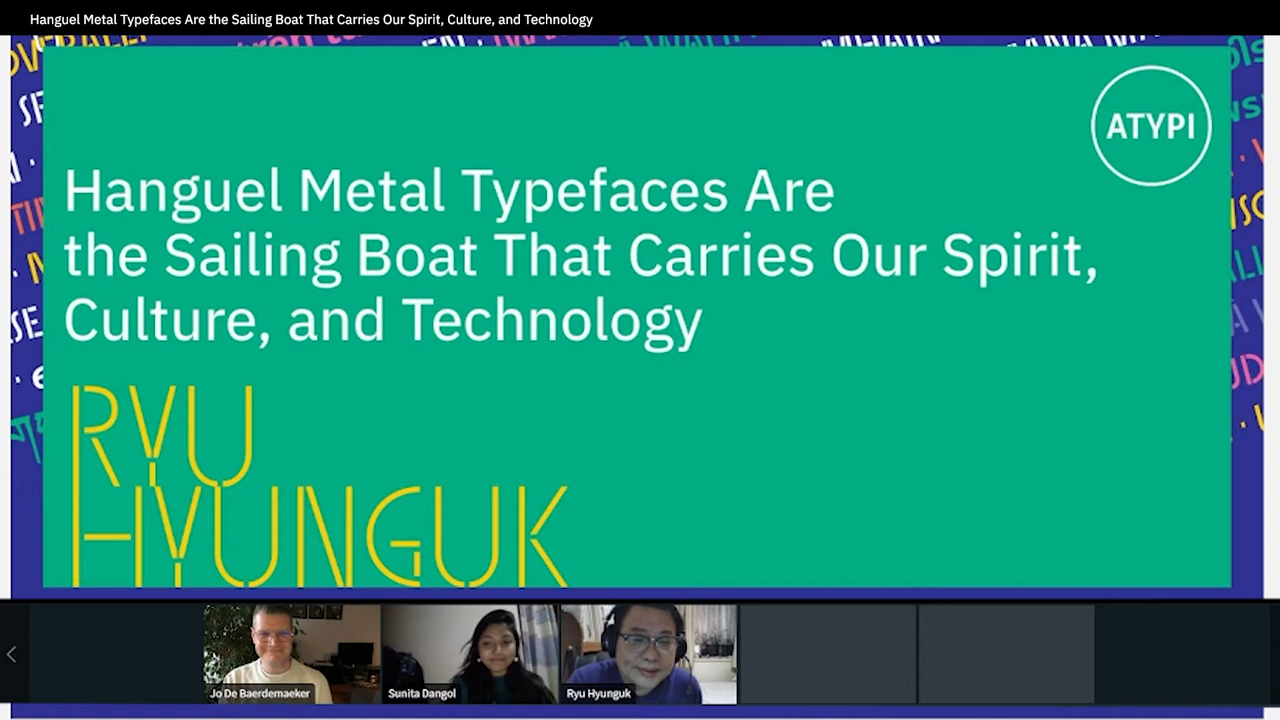 Hanguel Metal Typefaces Are the Sailing Boat That Carries Our Spirit, Culture, and Technology
ATYPI
Hanguel Metal Typefaces Are
the Sailing Boat That Carries Our Spirit,
Culture, and Technology
RYU
HYUNGUK
Jo De Baerdemaeker
Sunita Dangol
Ryu Hyunguk